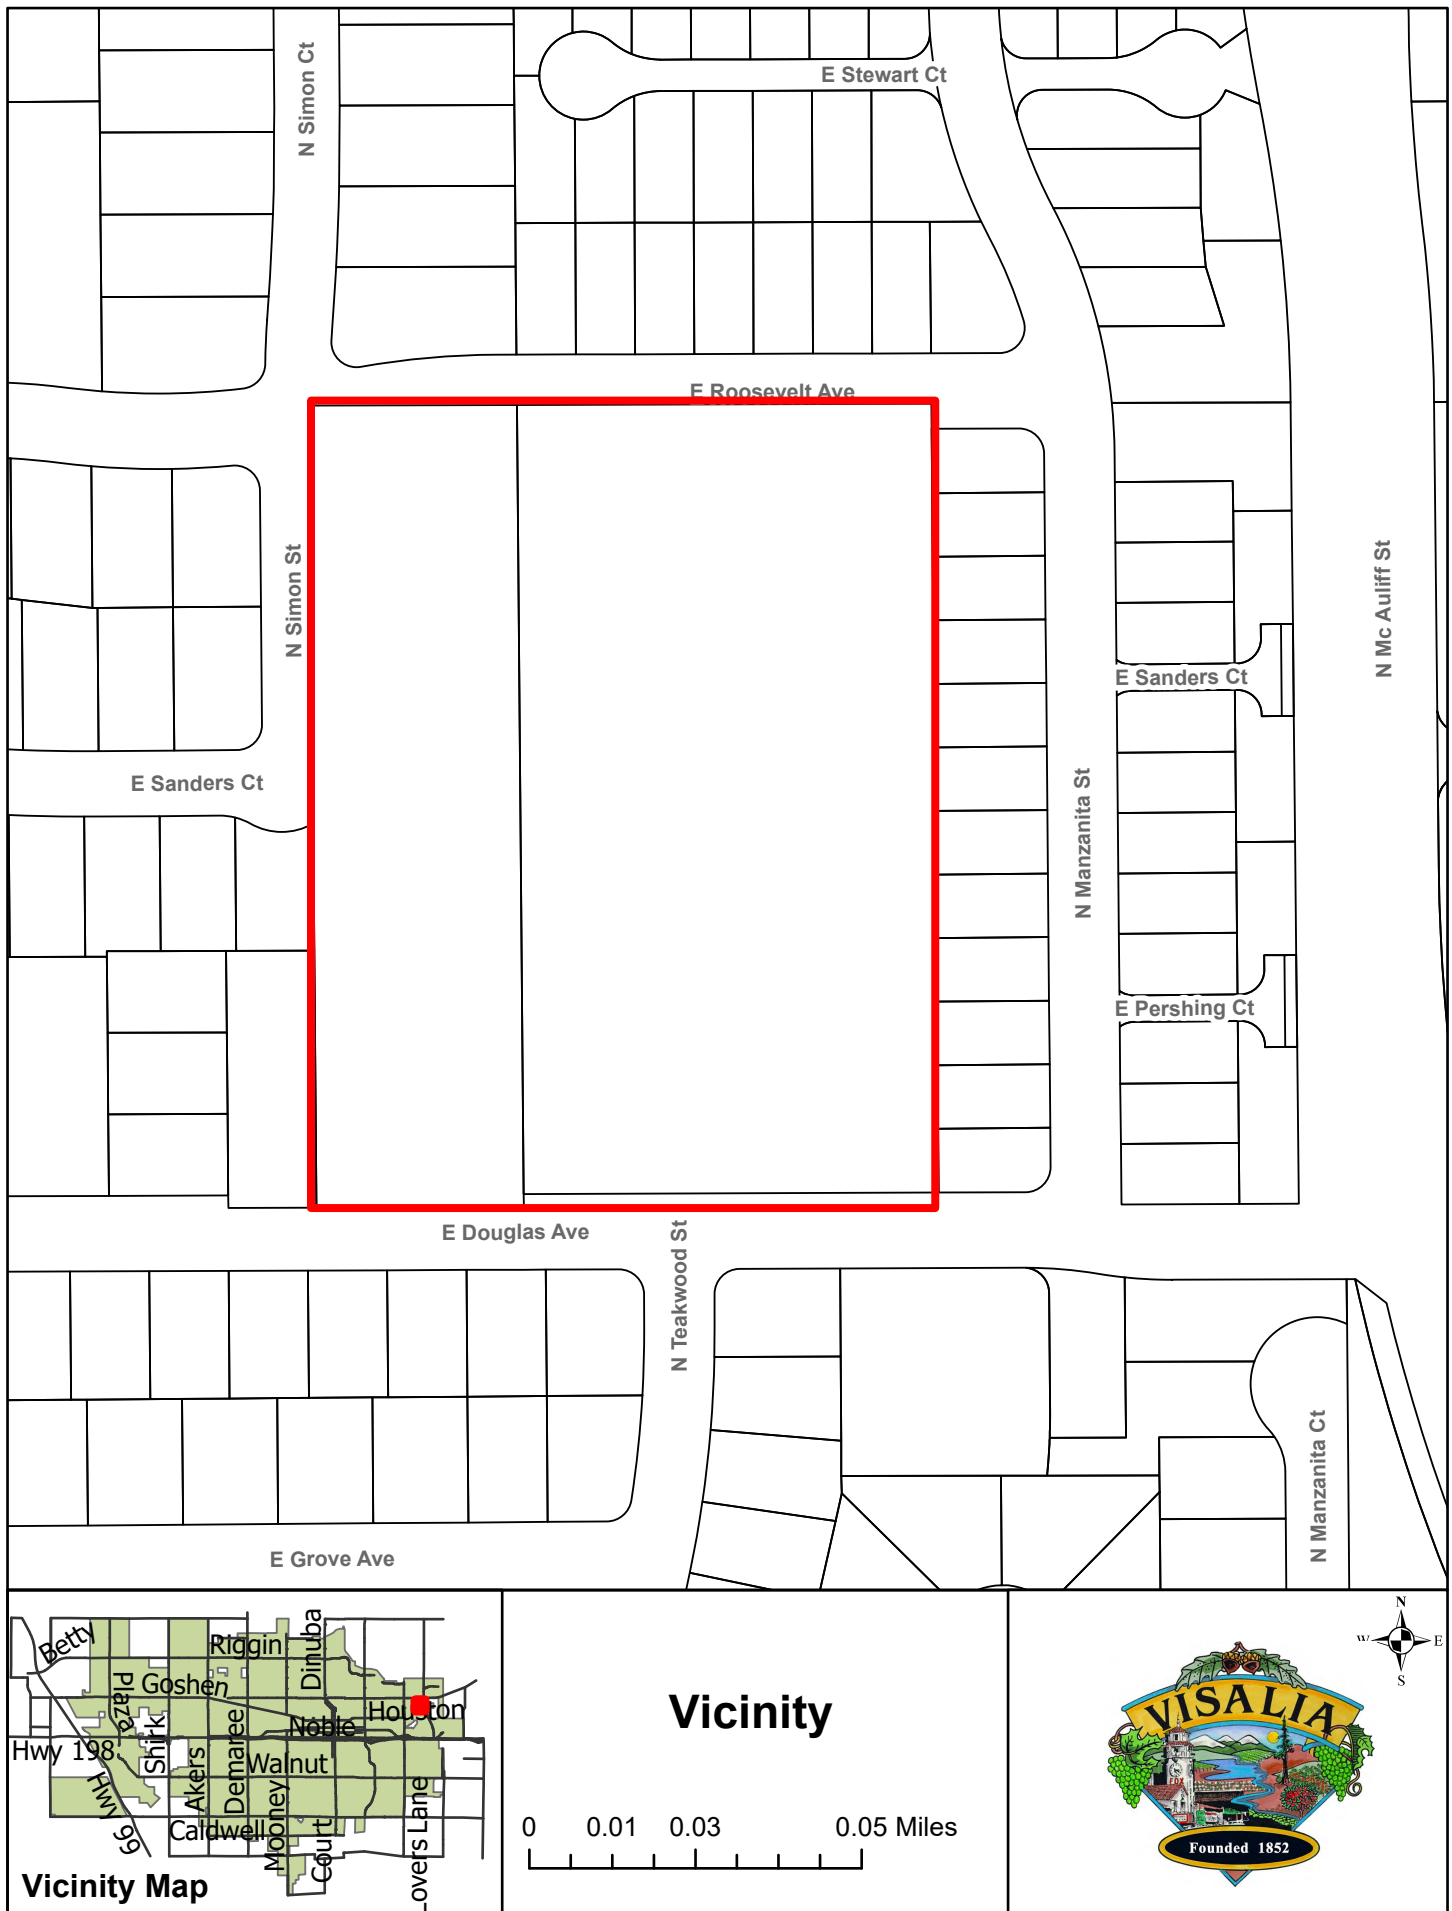 N Simon Ct
E Stewart Ct
E Roosevelt Ave
N Simon St
N Mc Auliff St
E Sanders Ct
E Sanders Ct
N Manzanita St
E Pershing Ct
E Douglas Ave
N Teakwood St
N Manzanita Ct
E Grove Ave
Betty
Riggin
Dinuba
Plaza
Goshen
Houston
Noble
Shirk
Hwy 198
Akers
Demaree
Walnut
Hwy 99
Mooney
Caldwell
Court
Lovers Lane
Vicinity Map
Vicinity
0 0.01 0.03 0.05 Miles
N
W E
S
VISALIA
FOX
Founded 1852